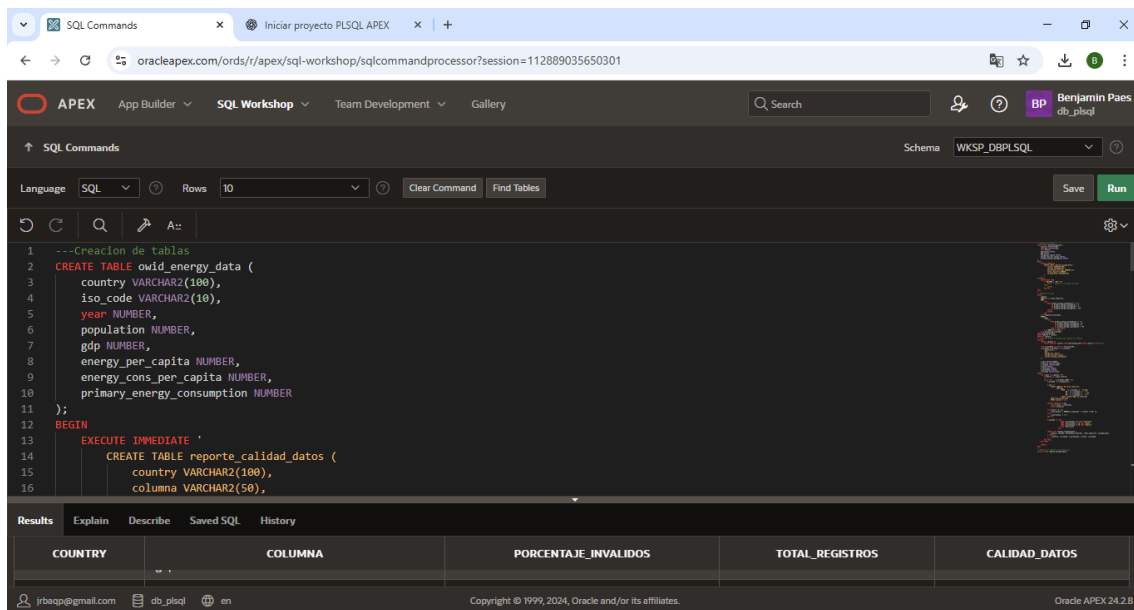 SQL Commands
Iniciar proyecto PLSQL APEX
oracleapex.com/ords/r/apex/sql-workshop/sqlcommandprocessor?session=112889035650301
B
APEX App Builder SQL Workshop Team Development Gallery Search BP Benjamin Paes
db_plsql
SQL Commands Schema WKSP_DBPLSQL
Language SQL Rows 10 Clear Command Find Tables Save Run
A::
1 ---Creacion de tablas
2 CREATE TABLE owid_energy_data (
3 country VARCHAR2(100),
4 iso_code VARCHAR2(10),
5 year NUMBER,
6 population NUMBER,
7 gdp NUMBER,
8 energy_per_capita NUMBER,
9 energy_cons_per_capita NUMBER,
10 primary_energy_consumption NUMBER
11 );
12 BEGIN
13 EXECUTE IMMEDIATE '
14 CREATE TABLE reporte_calidad_datos (
15 country VARCHAR2(100),
16 columna VARCHAR2(50),
Results Explain Describe Saved SQL History
COUNTRY COLUMNA PORCENTAJE_INVALIDOS TOTAL_REGISTROS CALIDAD_DATOS
jrbaqp@gmail.com db_plsql en Copyright © 1999, 2024, Oracle and/or its affiliates. Oracle APEX 24.2.8